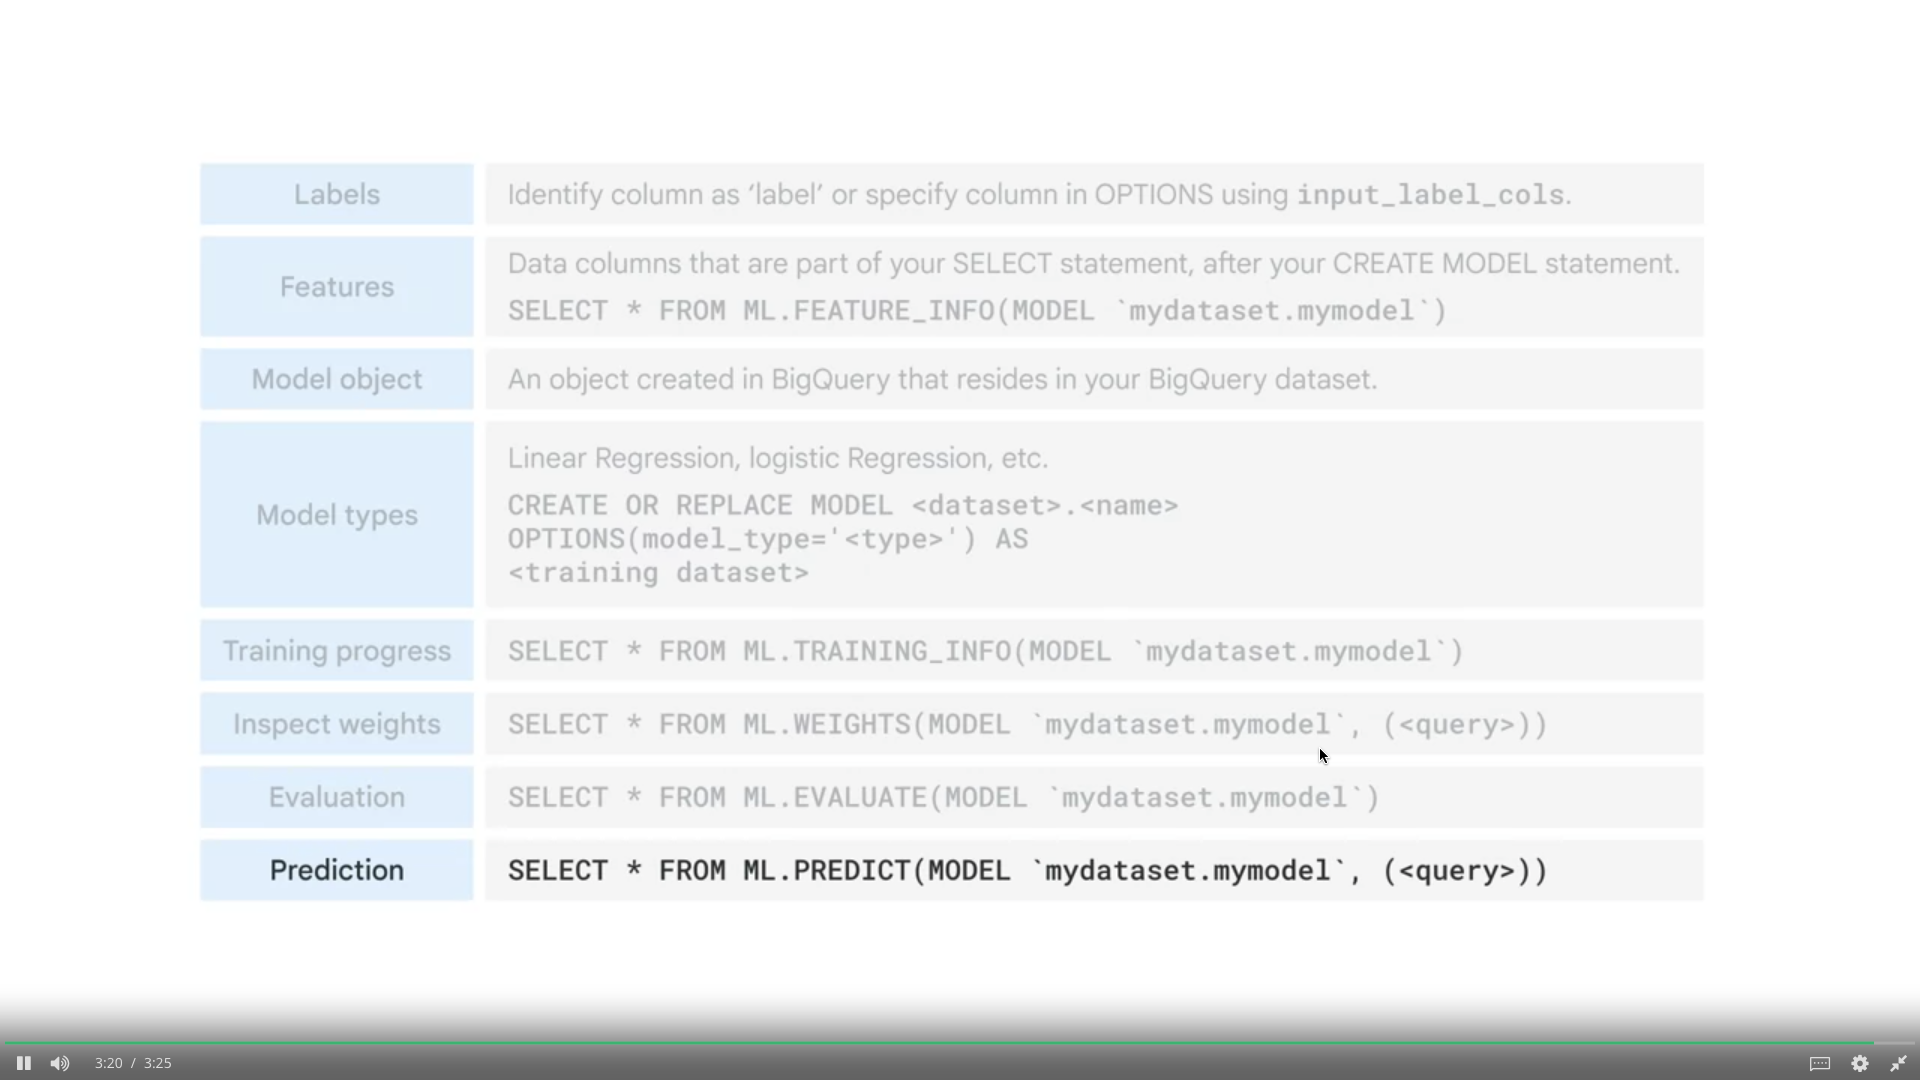 Labels
Identify column as ‘label’ or specify column in OPTIONS using input_label_cols.
Features
Data columns that are part of your SELECT statement, after your CREATE MODEL statement.
SELECT * FROM ML.FEATURE_INFO(MODEL `mydataset.mymodel`)
Model object
An object created in BigQuery that resides in your BigQuery dataset.
Model types
Linear Regression, logistic Regression, etc.
CREATE OR REPLACE MODEL <dataset>.<name>
OPTIONS(model_type='<type>') AS
<training dataset>
Training progress
SELECT * FROM ML.TRAINING_INFO(MODEL `mydataset.mymodel`)
Inspect weights
SELECT * FROM ML.WEIGHTS(MODEL `mydataset.mymodel`, (<query>))
Evaluation
SELECT * FROM ML.EVALUATE(MODEL `mydataset.mymodel`)
Prediction
SELECT * FROM ML.PREDICT(MODEL `mydataset.mymodel`, (<query>))
3:20 / 3:25